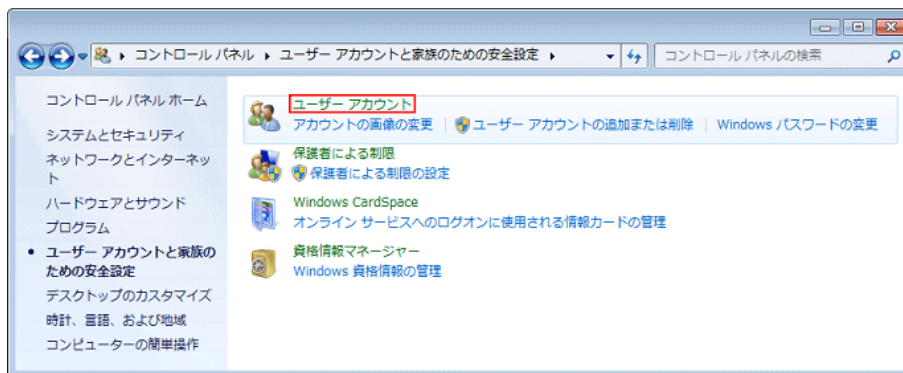 コントロール パネル ユーザー アカウントと家族のための安全設定
コントロール パネルの検索
コントロール パネル ホーム
システムとセキュリティ
ネットワークとインターネッ
ト
ハードウェアとサウンド
プログラム
ユーザー アカウントと家族の
ための安全設定
デスクトップのカスタマイズ
時計、言語、および地域
コンピューターの簡単操作
ユーザー アカウント
アカウントの画像の変更 ユーザー アカウントの追加または削除 Windows パスワードの変更
保護者による制限
保護者による制限の設定
Windows CardSpace
オンライン サービスへのログオンに使用される情報カードの管理
資格情報マネージャー
Windows 資格情報の管理